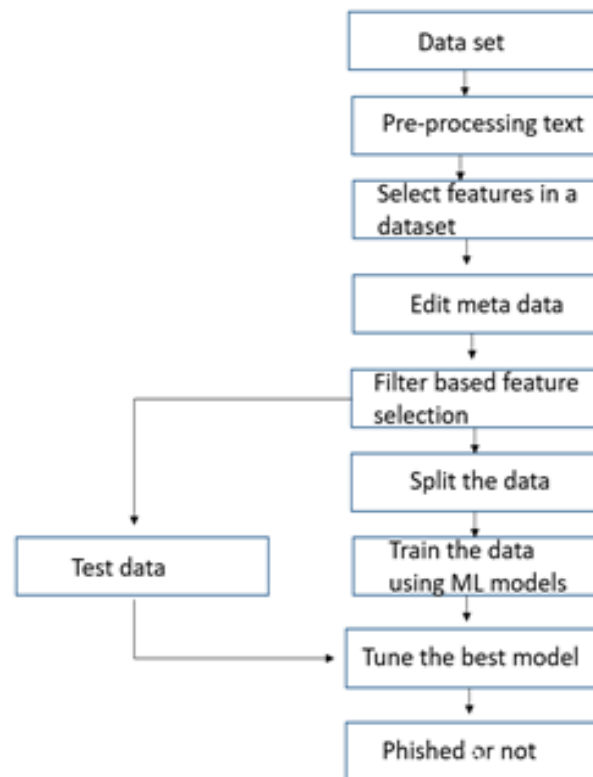 Data set
Pre-processing text
Select features in a
dataset
Edit meta data
Filter based feature
selection
Split the data
Test data
Train the data
using ML models
Tune the best model
Phished or not